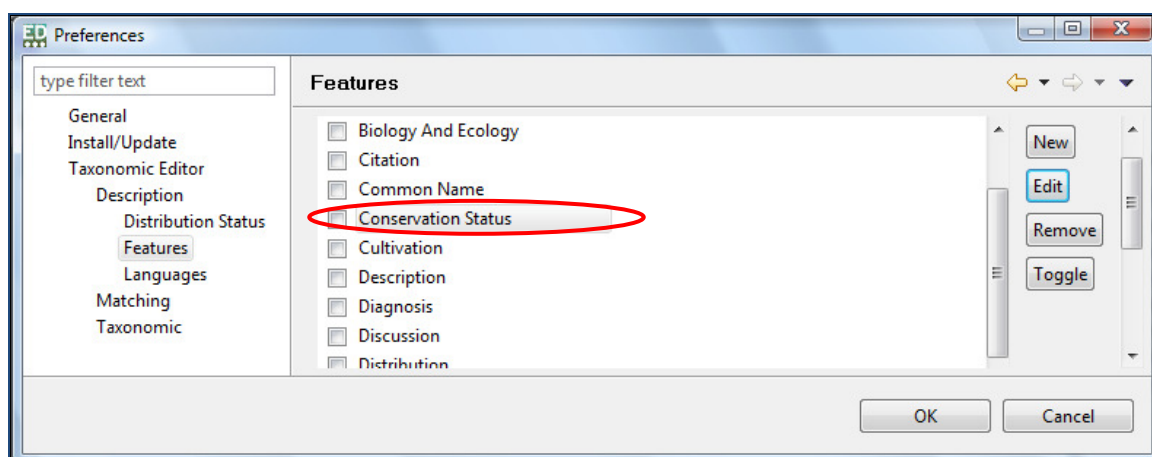 Preferences
type filter text
General
Install/Update
Taxonomic Editor
Description
Distribution Status
Features
Languages
Matching
Taxonomic
Features
Biology And Ecology
Citation
Common Name
Conservation Status
Cultivation
Description
Diagnosis
Discussion
Distribution
New
Edit
Remove
Toggle
OK
Cancel